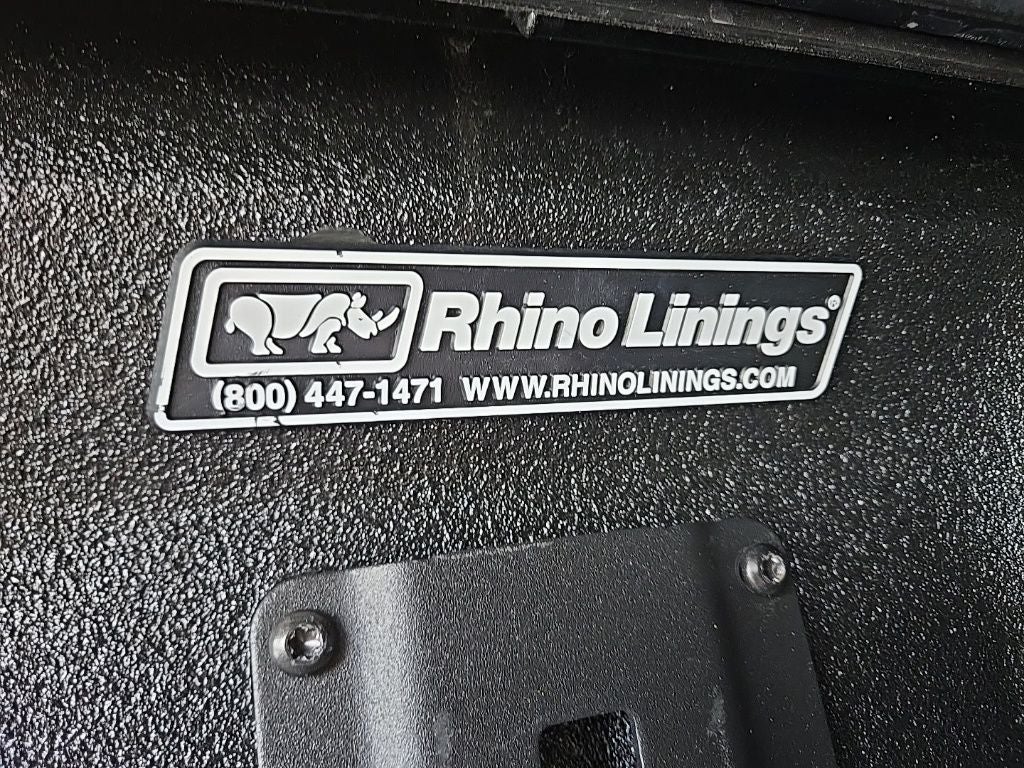 Rhino Linings®
(800) 447-1471 WWW.RHINOLININGS.COM